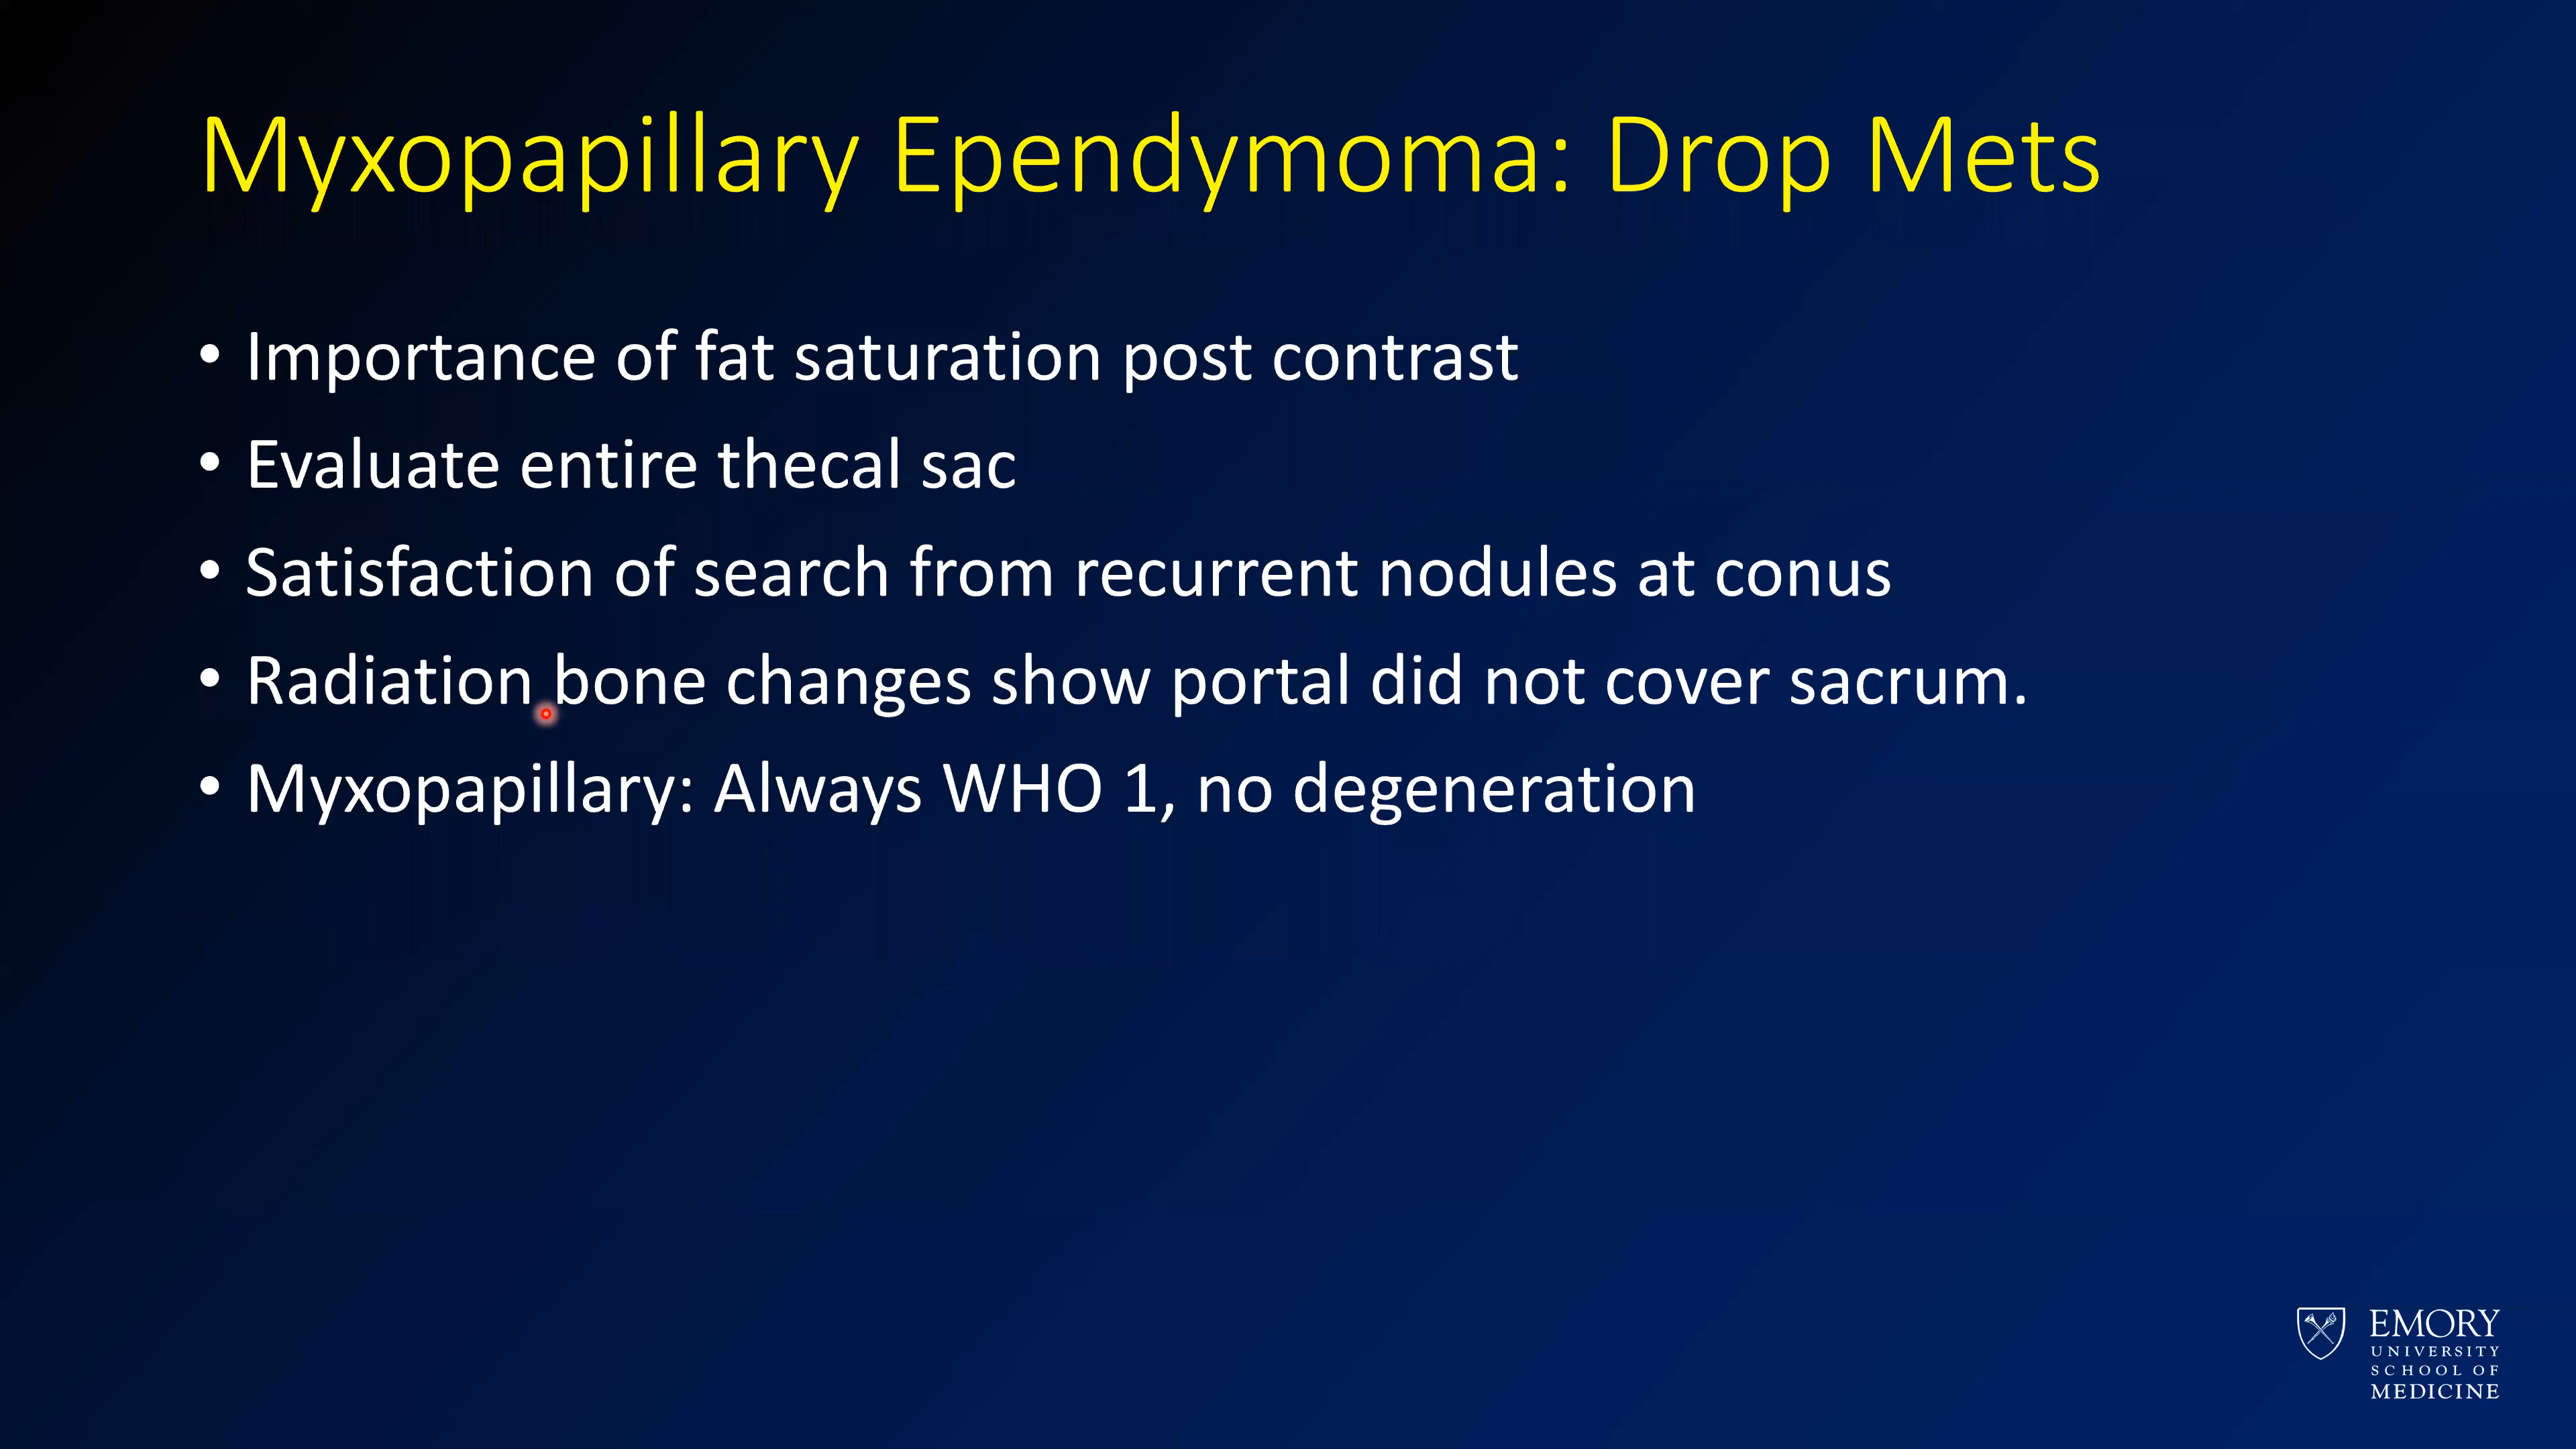 Myxopapillary Ependymoma: Drop Mets
• Importance of fat saturation post contrast
• Evaluate entire thecal sac
• Satisfaction of search from recurrent nodules at conus
• Radiation bone changes show portal did not cover sacrum.
• Myxopapillary: Always WHO 1, no degeneration
EMORY
UNIVERSITY
SCHOOL OF
MEDICINE